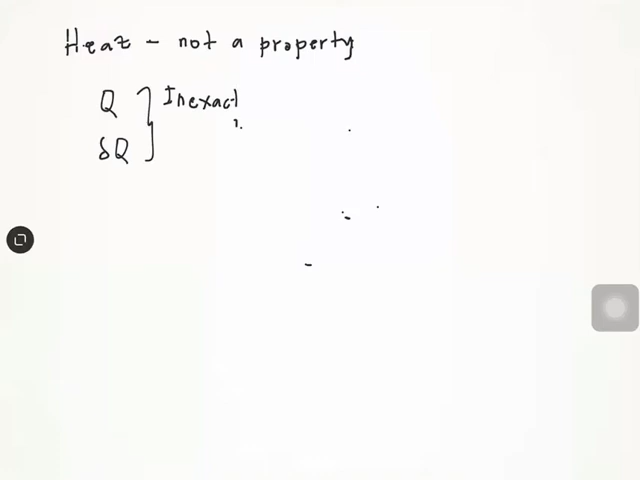 Heat - not a property
Q } Inexact
δQ